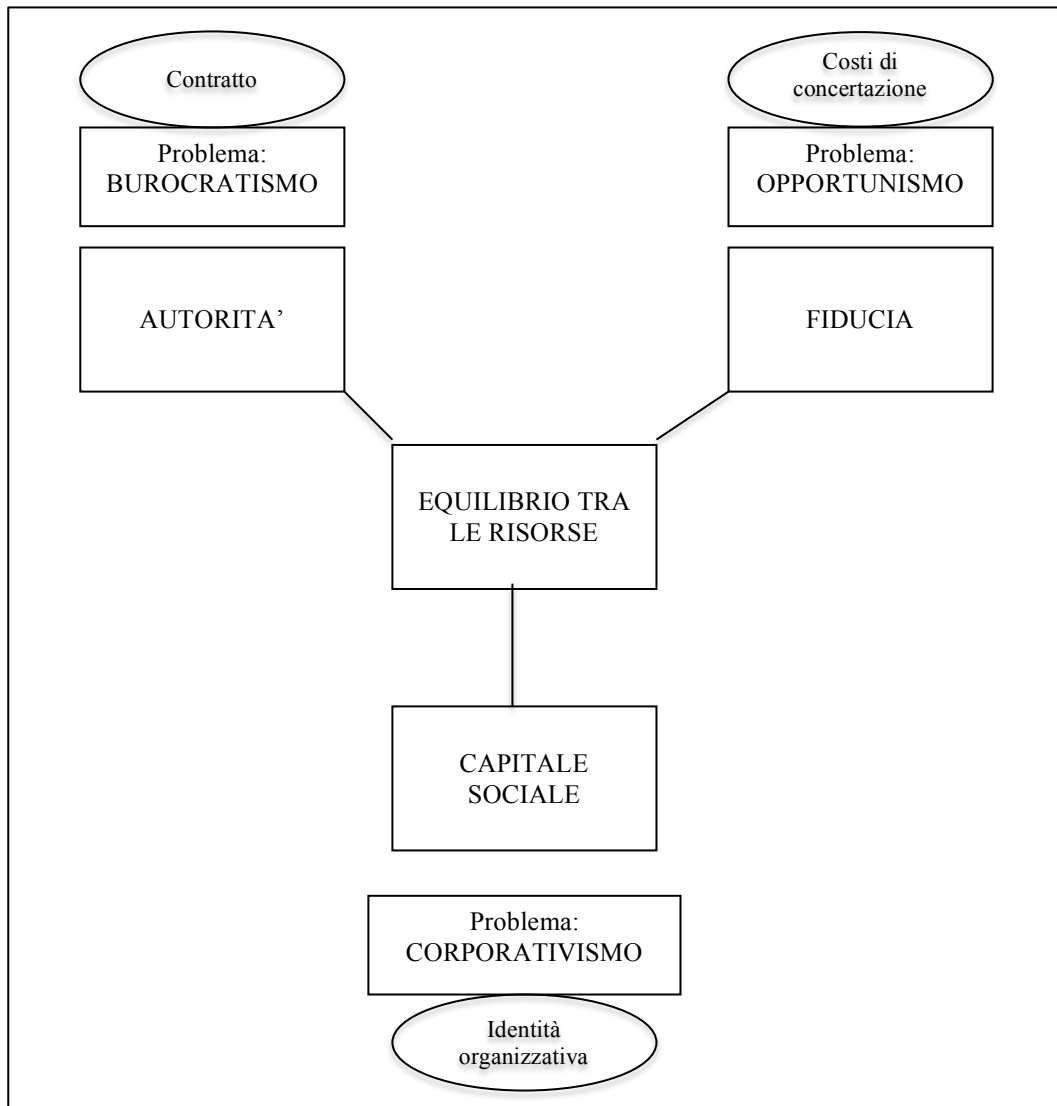 Contratto
Costi di
concertazione
Problema:
BUROCRATISMO
Problema:
OPPORTUNISMO
AUTORITA’
FIDUCIA
EQUILIBRIO TRA
LE RISORSE
CAPITALE
SOCIALE
Problema:
CORPORATIVISMO
Identità
organizzativa